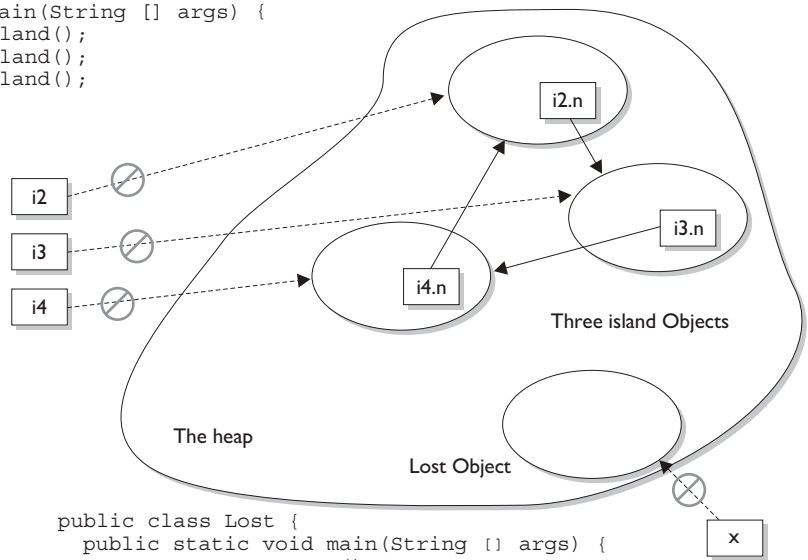 main(String [] args) {
land();
land();
land();
i2.n
i2
i3
i3.n
i4.n
i4
Three island Objects
The heap
Lost Object
public class Lost {
public static void main(String [] args) {
x